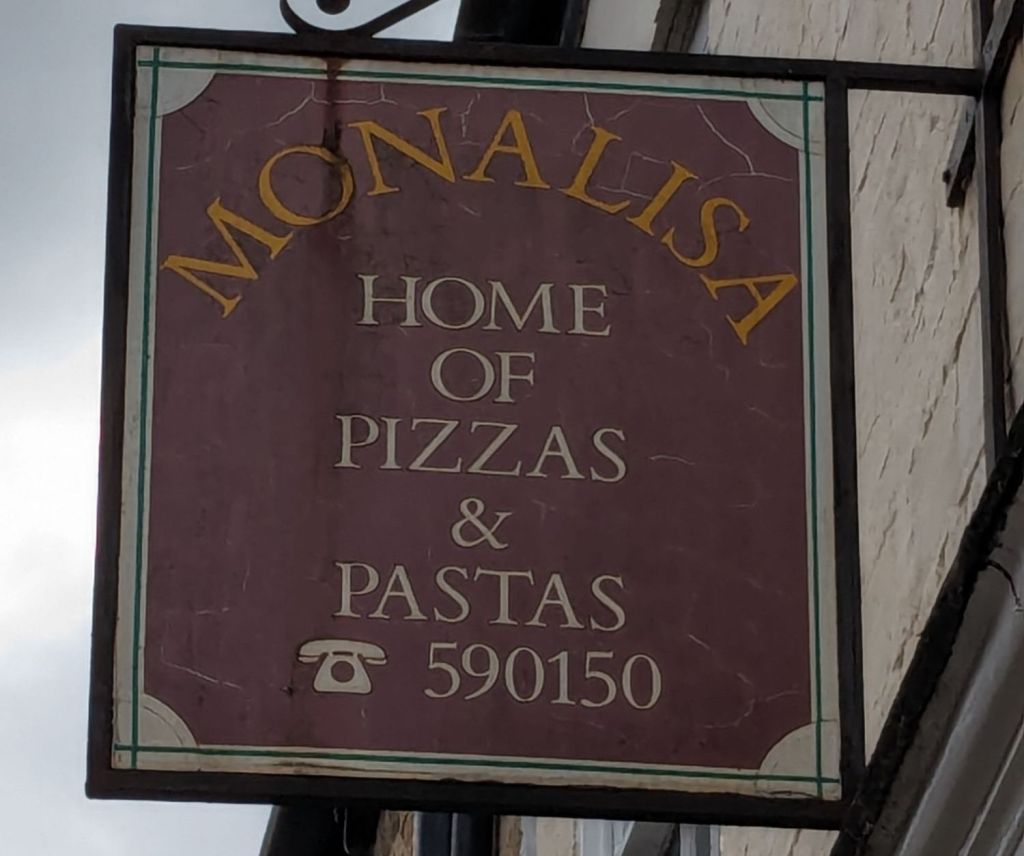 MONALISA
HOME
OF
PIZZAS
&
PASTAS
590150